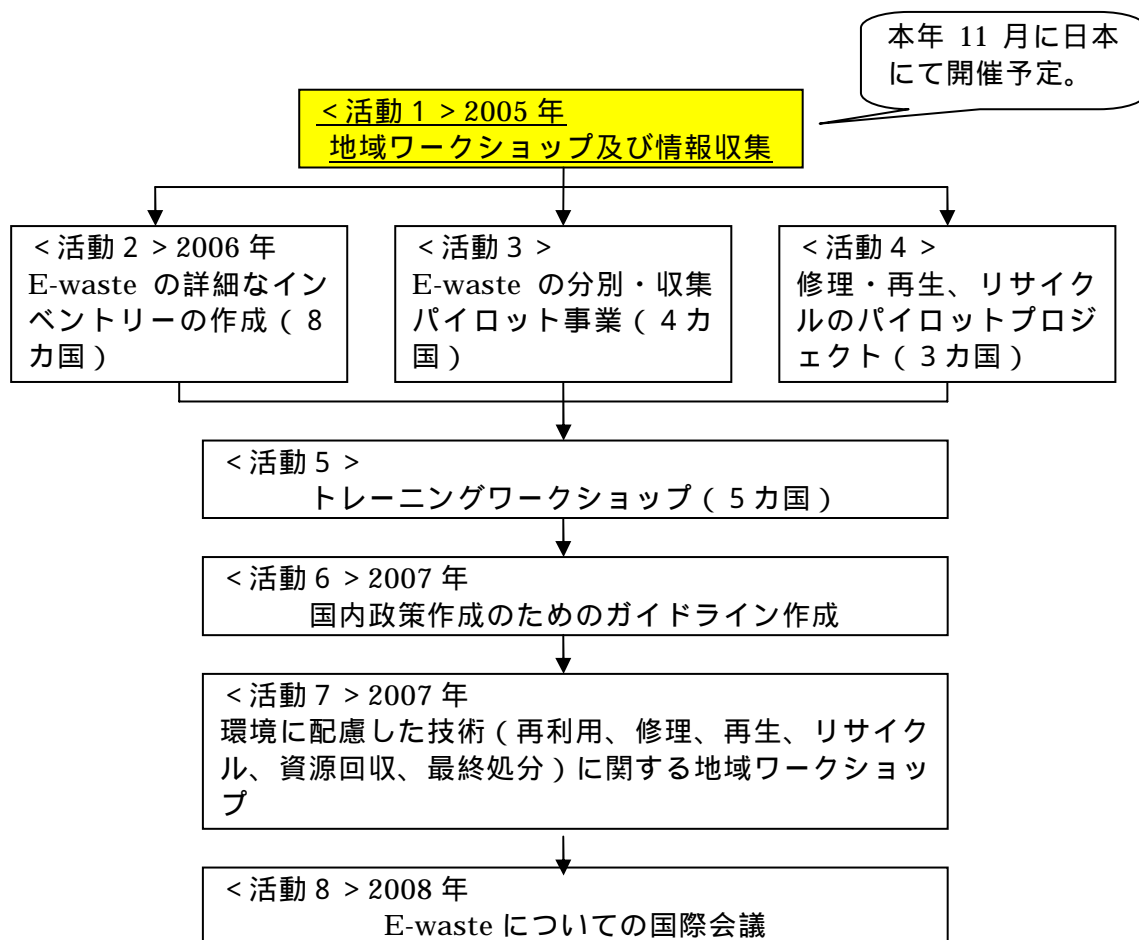 本年 11 月に日本
にて開催予定。
＜活動１＞2005 年
地域ワークショップ及び情報収集
＜活動２＞2006 年
E-waste の詳細なイン
ベントリーの作成（８
カ国）
＜活動３＞
E-waste の分別・収集
パイロット事業（４カ
国）
＜活動４＞
修理・再生、リサイク
ルのパイロットプロジ
ェクト（３カ国）
＜活動５＞
トレーニングワークショップ（５カ国）
＜活動６＞2007 年
国内政策作成のためのガイドライン作成
＜活動７＞2007 年
環境に配慮した技術（再利用、修理、再生、リサイク
ル、資源回収、最終処分）に関する地域ワークショッ
プ
＜活動８＞2008 年
E-waste についての国際会議